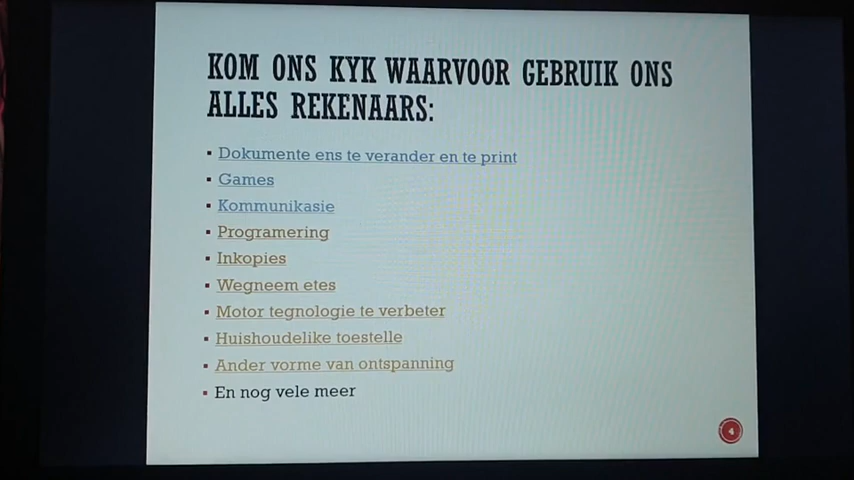 KOM ONS KYK WAARVOOR GEBRUIK ONS
ALLES REKENAARS:
▪ Dokumente ens te verander en te print
▪ Games
▪ Kommunikasie
▪ Programering
▪ Inkopies
▪ Wegneem etes
▪ Motor tegnologie te verbeter
▪ Huishoudelike toestelle
▪ Ander vorme van ontspanning
▪ En nog vele meer
4